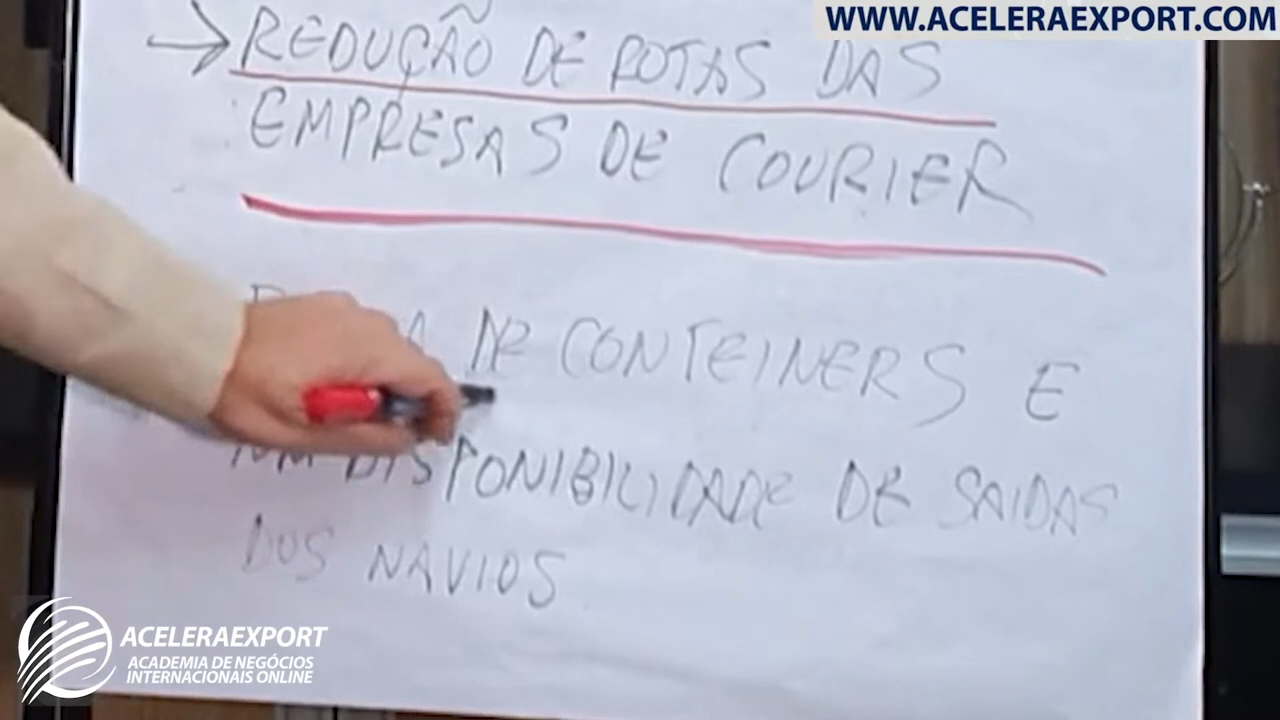 WWW.ACELERAEXPORT.COM
REDUÇÃO DE ROTAS DAS
EMPRESAS DE COURIER
DE CONTEINERS E
DISPONIBILIDADE DE SAIDAS
DOS NAVIOS.
ACELERAEXPORT
ACADEMIA DE NEGÓCIOS
INTERNACIONAIS ONLINE